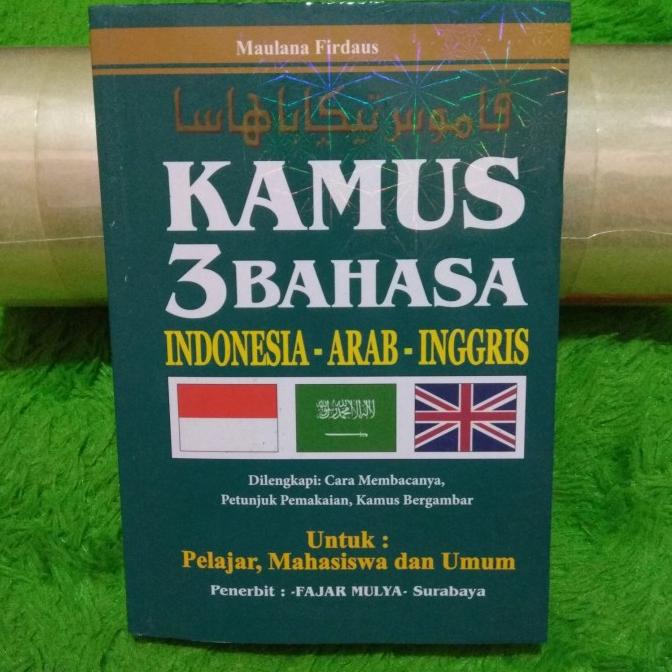 Maulana Firdaus
قاموس تيكاباهاسا
KAMUS
3 BAHASA
INDONESIA - ARAB - INGGRIS
Dilengkapi: Cara Membacanya,
Petunjuk Pemakaian, Kamus Bergambar
Untuk :
Pelajar, Mahasiswa dan Umum
Penerbit : -FAJAR MULYA- Surabaya